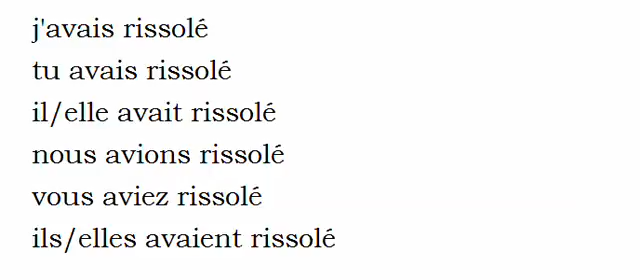 j'avais rissolé
tu avais rissolé
il/elle avait rissolé
nous avions rissolé
vous aviez rissolé
ils/elles avaient rissolé